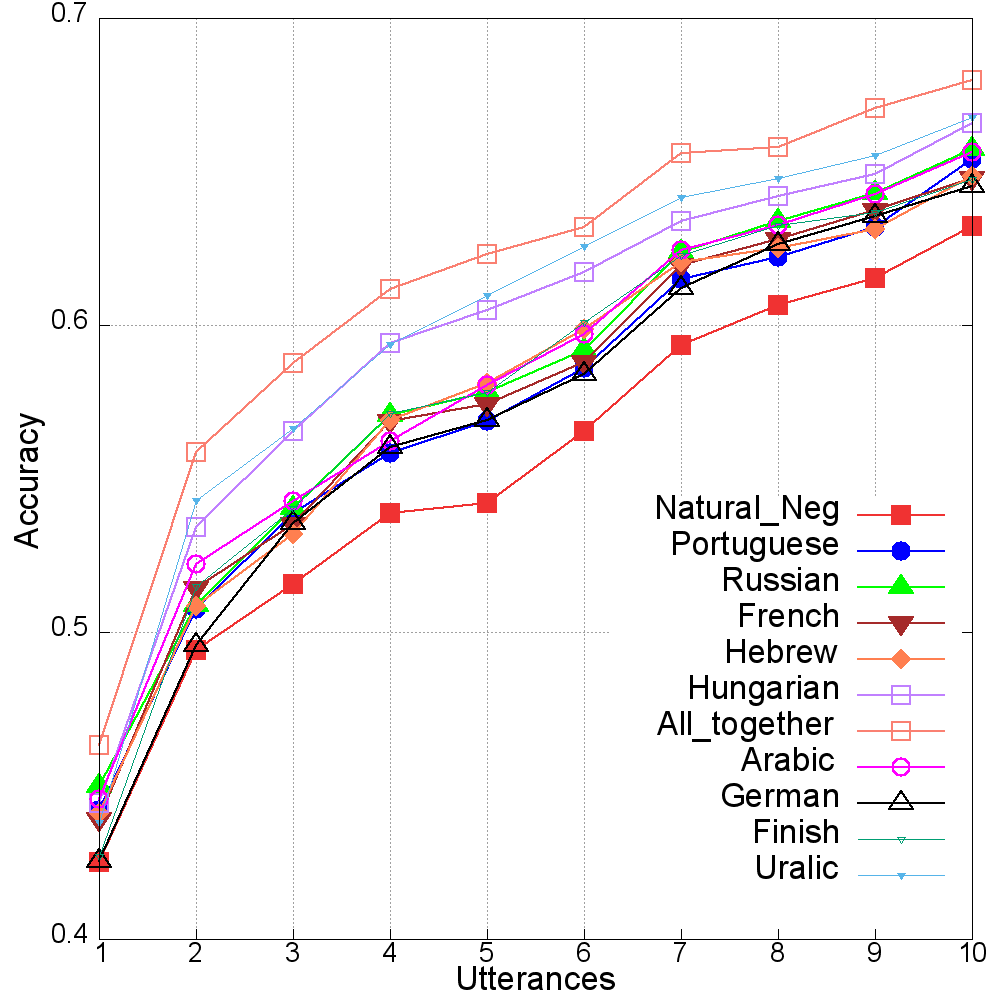 0.7
0.6
0.5
0.4
Accuracy
Natural_Neg
Portuguese
Russian
French
Hebrew
Hungarian
All_together
Arabic
German
Finish
Uralic
1 2 3 4 5 6 7 8 9 10
Utterances